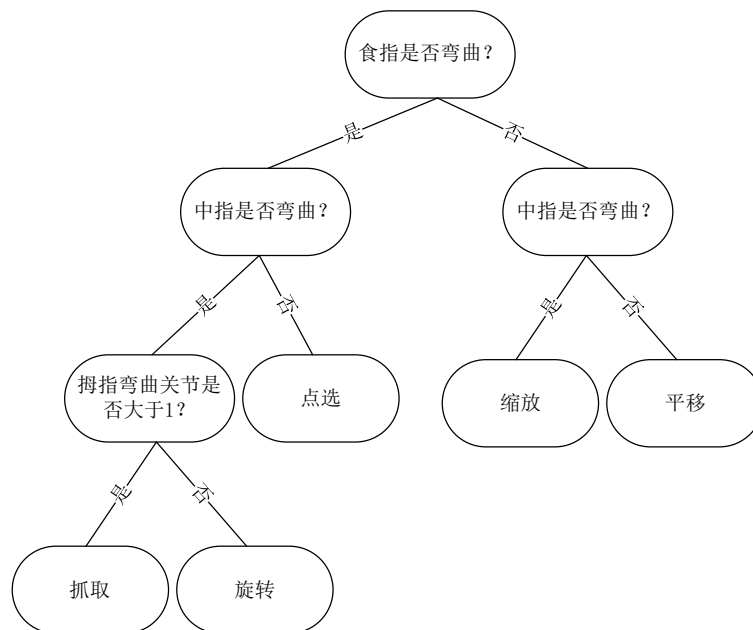 食指是否弯曲？
是
否
中指是否弯曲？
中指是否弯曲？
是
否
是
否
拇指弯曲关节是
否大于1？
点选
缩放
平移
是
否
抓取
旋转